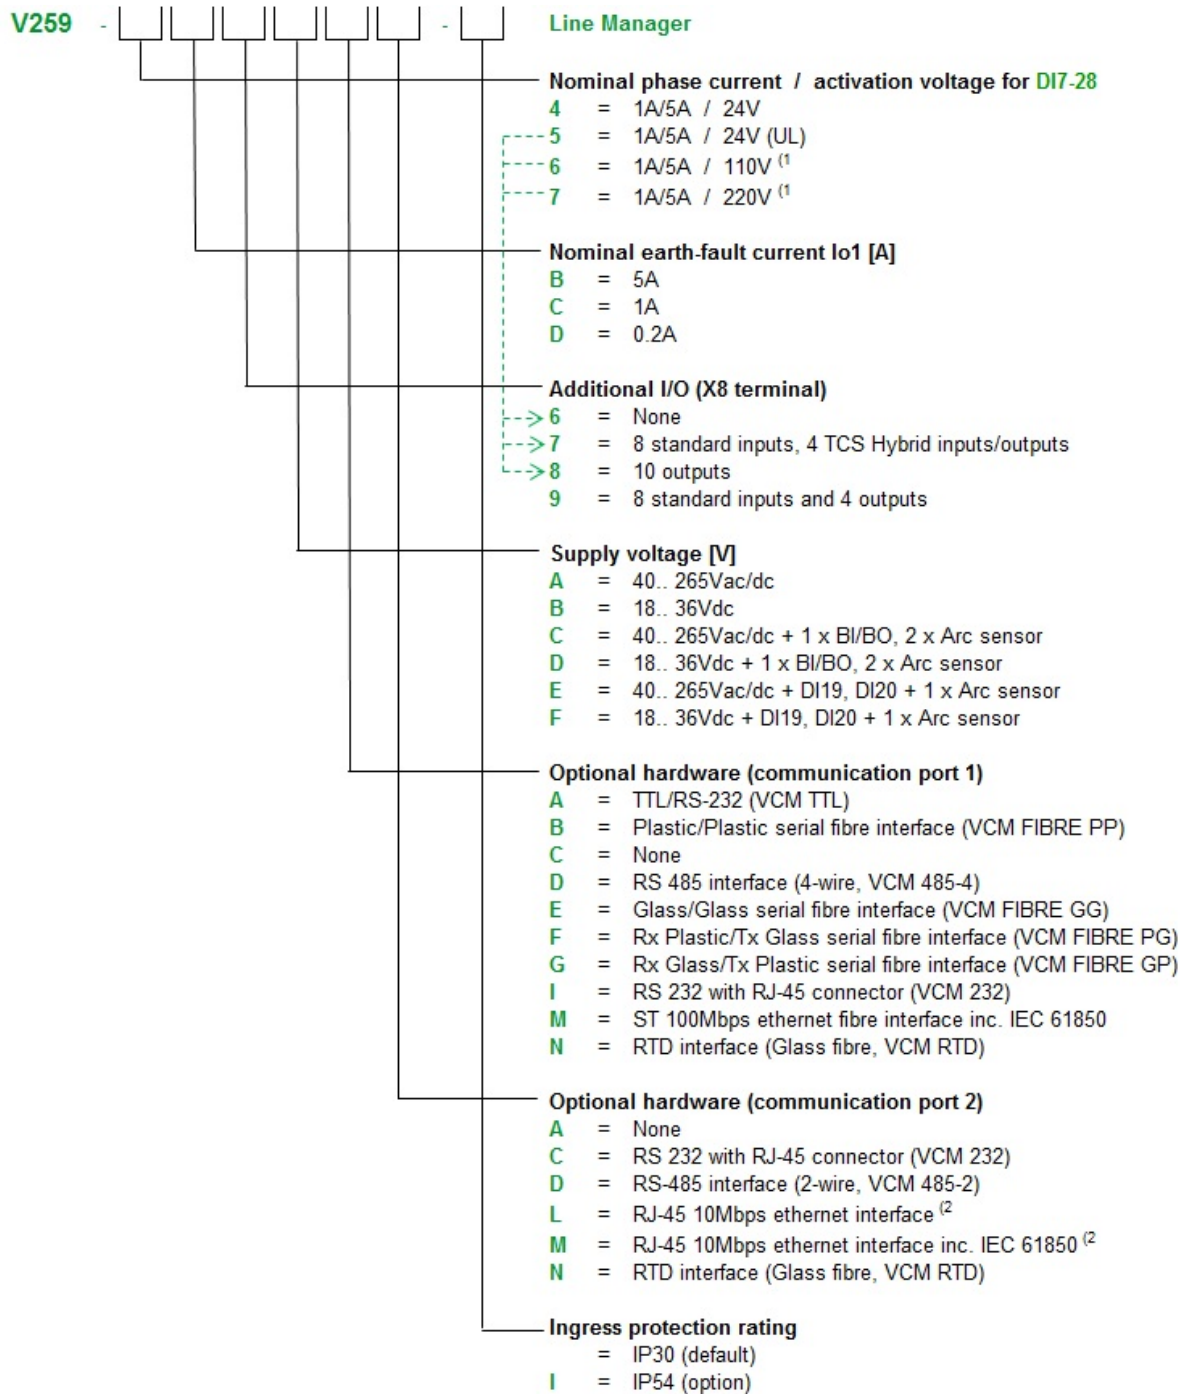 V259 - - Line Manager
Nominal phase current / activation voltage for DI7-28
4 = 1A/5A / 24V
5 = 1A/5A / 24V (UL)
6 = 1A/5A / 110V (1
7 = 1A/5A / 220V (1
Nominal earth-fault current Io1 [A]
B = 5A
C = 1A
D = 0.2A
Additional I/O (X8 terminal)
6 = None
7 = 8 standard inputs, 4 TCS Hybrid inputs/outputs
8 = 10 outputs
9 = 8 standard inputs and 4 outputs
Supply voltage [V]
A = 40.. 265Vac/dc
B = 18.. 36Vdc
C = 40.. 265Vac/dc + 1 x BI/BO, 2 x Arc sensor
D = 18.. 36Vdc + 1 x BI/BO, 2 x Arc sensor
E = 40.. 265Vac/dc + DI19, DI20 + 1 x Arc sensor
F = 18.. 36Vdc + DI19, DI20 + 1 x Arc sensor
Optional hardware (communication port 1)
A = TTL/RS-232 (VCM TTL)
B = Plastic/Plastic serial fibre interface (VCM FIBRE PP)
C = None
D = RS 485 interface (4-wire, VCM 485-4)
E = Glass/Glass serial fibre interface (VCM FIBRE GG)
F = Rx Plastic/Tx Glass serial fibre interface (VCM FIBRE PG)
G = Rx Glass/Tx Plastic serial fibre interface (VCM FIBRE GP)
I = RS 232 with RJ-45 connector (VCM 232)
M = ST 100Mbps ethernet fibre interface inc. IEC 61850
N = RTD interface (Glass fibre, VCM RTD)
Optional hardware (communication port 2)
A = None
C = RS 232 with RJ-45 connector (VCM 232)
D = RS-485 interface (2-wire, VCM 485-2)
L = RJ-45 10Mbps ethernet interface (2
M = RJ-45 10Mbps ethernet interface inc. IEC 61850 (2
N = RTD interface (Glass fibre, VCM RTD)
Ingress protection rating
= IP30 (default)
I = IP54 (option)